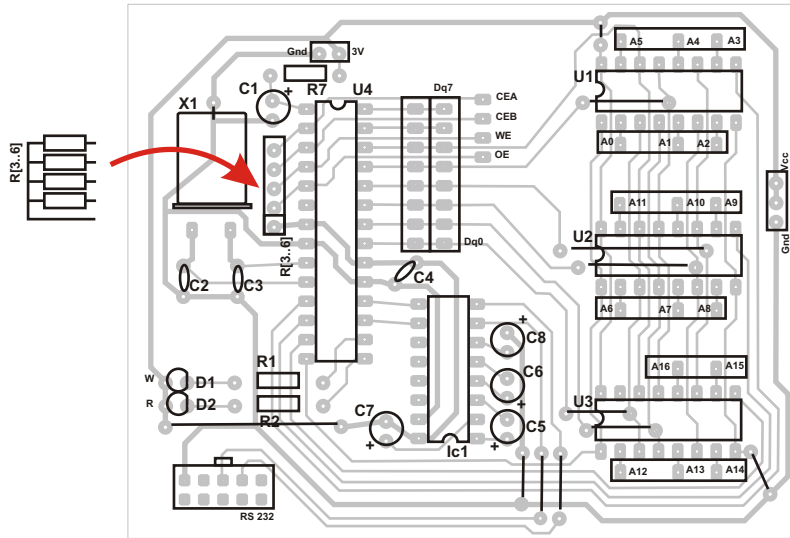 A5 A4 A3
Gnd 3V
U1
C1 + R7 U4 Dq7
X1
CEA
CEB
WE
OE
R[3..6]
A0 A1 A2
Vcc
A11 A10 A9
U2
Gnd
R[3..6]
Dq0
C2 C3 C4
A6 A7 A8
+
C8
R1
A16 A15
W D1
C6
U3
+
R D2
R2
C7
C5
+
+
Ic1
A12 A13 A14
RS 232